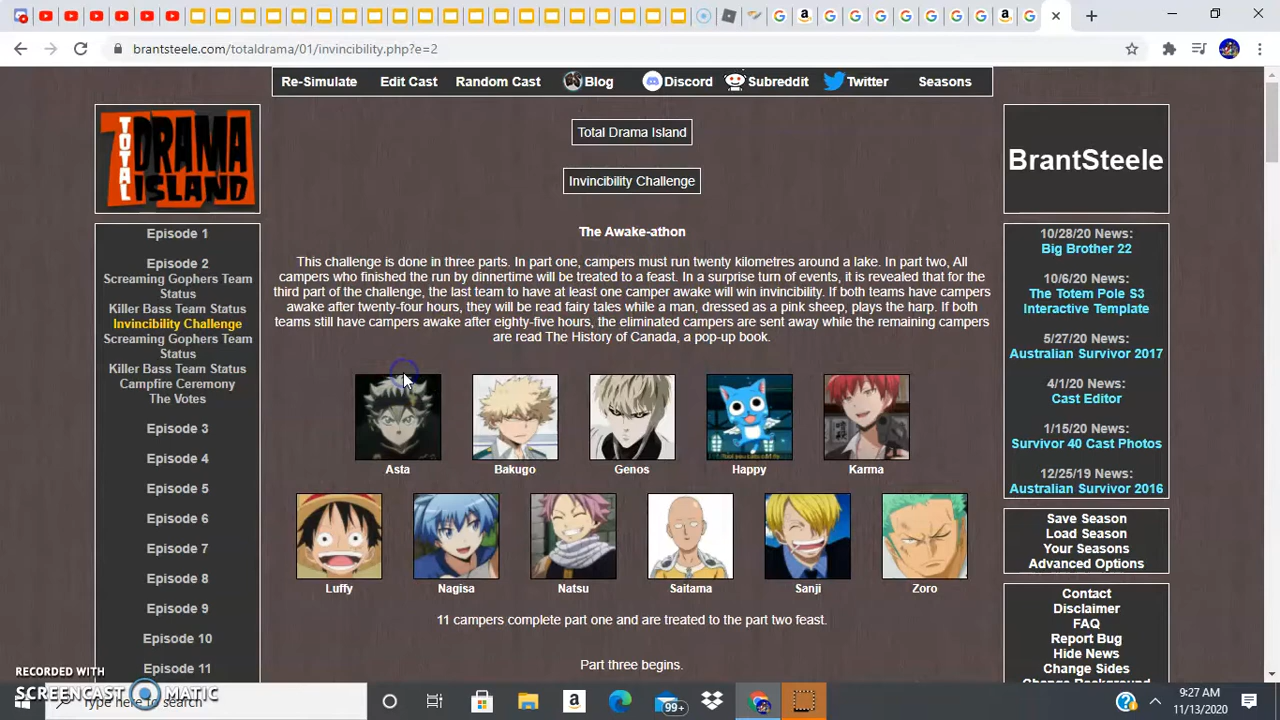 brantsteele.com/totaldrama/01/invincibility.php?e=2
Re-Simulate Edit Cast Random Cast Blog Discord Subreddit Twitter Seasons
TOTAL DRAMA ISLAND
Episode 1
Episode 2
Screaming Gophers Team
Status
Killer Bass Team Status
Invincibility Challenge
Screaming Gophers Team
Status
Killer Bass Team Status
Campfire Ceremony
The Votes
Episode 3
Episode 4
Episode 5
Episode 6
Episode 7
Episode 8
Episode 9
Episode 10
Episode 11
Total Drama Island
Invincibility Challenge
The Awake-athon
This challenge is done in three parts. In part one, campers must run twenty kilometres around a lake. In part two, All
campers who finished the run by dinnertime will be treated to a feast. In a surprise turn of events, it is revealed that for the
third part of the challenge, the last team to have at least one camper awake will win invincibility. If both teams have campers
awake after twenty-four hours, they will be read fairy tales while a man, dressed as a pink sheep, plays the harp. If both
teams still have campers awake after eighty-five hours, the eliminated campers are sent away while the remaining campers
are read The History of Canada, a pop-up book.
Asta Bakugo Genos Happy Karma
Luffy Nagisa Natsu Saitama Sanji Zoro
11 campers complete part one and are treated to the part two feast.
Part three begins.
BrantSteele
10/28/20 News:
Big Brother 22
10/6/20 News:
The Totem Pole S3
Interactive Template
5/27/20 News:
Australian Survivor 2017
4/1/20 News:
Cast Editor
1/15/20 News:
Survivor 40 Cast Photos
12/25/19 News:
Australian Survivor 2016
Save Season
Load Season
Your Seasons
Advanced Options
Contact
Disclaimer
FAQ
Report Bug
Hide News
Change Sides
Change Background
RECORDED WITH
SCREENCAST MATIC
Type here to search
99+
9:27 AM
11/13/2020